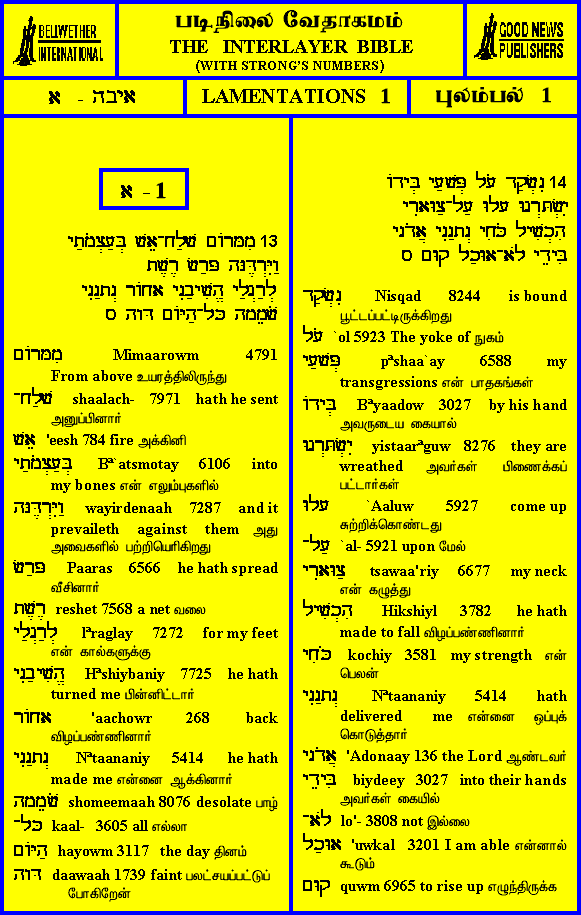 BELLWETHER
INTERNATIONAL
படிநிலை வேதாகமம்
THE INTERLAYER BIBLE
(WITH STRONG'S NUMBERS)
GOOD NEWS
PUBLISHERS
איכה - א
LAMENTATIONS 1
புலம்பல் 1
א - 1
13 מִמָּרוֹם שָׁלַח־אֵשׁ בְּעַצְמֹתַי
וַיִּרְדֶּנָּה פָּרַשׂ רֶשֶׁת
לְרַגְלַי הֱשִׁיבַנִי אָחוֹר נְתָנַנִי
שֹׁמֵמָה כָּל־הַיּוֹם דָּוָה ס
מִמָּרוֹם Mimaarowm 4791
From above உயரத்திலிருந்து
שָׁלַח־ shaalach- 7971 hath he sent
அனுப்பினார்
אֵשׁ 'eesh 784 fire அக்கினி
בְּעַצְמֹתַי Bª`atsmotay 6106 into
my bones என் எலும்புகளில்
וַיִּרְדֶּנָּה wayirdenaah 7287 and it
prevaileth against them அது
அவைகளில் பற்றியெரிகிறது
פָּרַשׂ Paaras 6566 he hath spread
வீசினார்
רֶשֶׁת reshet 7568 a net வலை
לְרַגְלַי lªraglay 7272 for my feet
என் கால்களுக்கு
הֱשִׁיבַנִי Hªshiybaniy 7725 he hath
turned me பின்னிட்டார்
אָחוֹר 'aachowr 268 back
விழப்பண்ணினார்
נְתָנַנִי Nªtaananiy 5414 he hath
made me என்னை ஆக்கினார்
שֹׁמֵמָה shomeemaah 8076 desolate பாழ்
כָּל־ kaal- 3605 all எல்லா
הַיּוֹם hayowm 3117 the day தினம்
דָּוָה daawaah 1739 faint பலட்சயப்பட்டுப்
போகிறேன்
14 נִשְׂקַד עֹל פְּשָׁעַי בְּיָדוֹ
יִשְׂתָּרְגוּ עָלוּ עַל־צַוָּארִי
הִכְשִׁיל כֹּחִי נְתָנַנִי אֲדֹנָי
בִּידֵי לֹא־אוּכַל קוּם ס
נִשְׂקַד Nisqad 8244 is bound
பூட்டப்பட்டிருக்கிறது
עֹל `ol 5923 The yoke of நுகம்
פְּשָׁעַי pªshaa`ay 6588 my
transgressions என் பாதகங்கள்
בְּיָדוֹ Bªyaadow 3027 by his hand
அவருடைய கையால்
יִשְׂתָּרְגוּ yistaarªguw 8276 they are
wreathed அவர்கள் பிணைக்கப்
பட்டார்கள்
עָלוּ `Aaluw 5927 come up
சுற்றிக்கொண்டது
עַל־ `al- 5921 upon மேல்
צַוָּארִי tsawaa'riy 6677 my neck
என் கழுத்து
הִכְשִׁיל Hikshiyl 3782 he hath
made to fall விழப்பண்ணினார்
כֹּחִי kochiy 3581 my strength என்
பெலன்
נְתָנַנִי Nªtaananiy 5414 hath
delivered me என்னை ஒப்புக்
கொடுத்தார்
אֲדֹנָי 'Adonaay 136 the Lord ஆண்டவர்
בִּידֵי biydeey 3027 into their hands
அவர்கள் கையில்
לֹא־ lo'- 3808 not இல்லை
אוּכַל 'uwkal 3201 I am able என்னால்
கூடும்
קוּם quwm 6965 to rise up எழுந்திருக்க